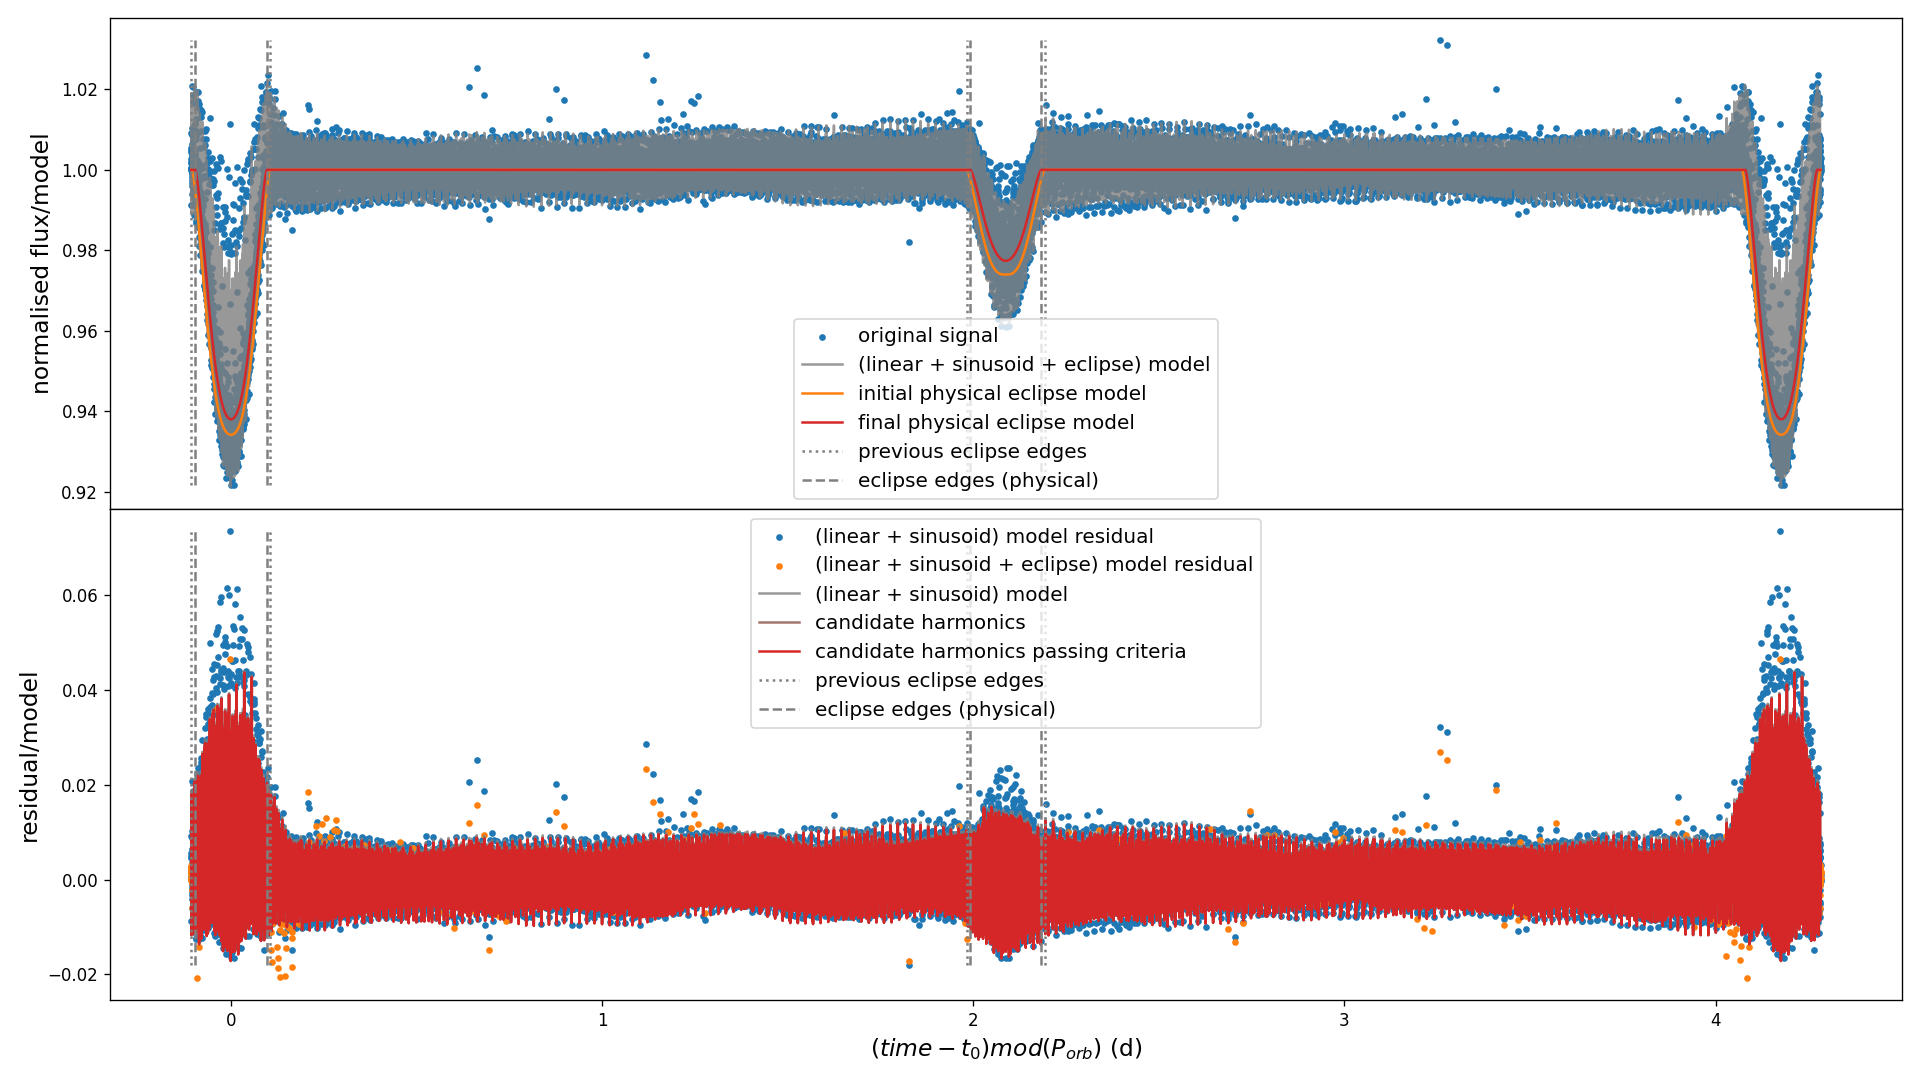 normalised flux/model
1.02
1.00
0.98
0.96
0.94
0.92
original signal
(linear + sinusoid + eclipse) model
initial physical eclipse model
final physical eclipse model
previous eclipse edges
eclipse edges (physical)
residual/model
0.06
0.04
0.02
0.00
−0.02
(linear + sinusoid) model residual
(linear + sinusoid + eclipse) model residual
(linear + sinusoid) model
candidate harmonics
candidate harmonics passing criteria
previous eclipse edges
eclipse edges (physical)
0 1 2 3 4
(time − t₀)mod(P_orb) (d)